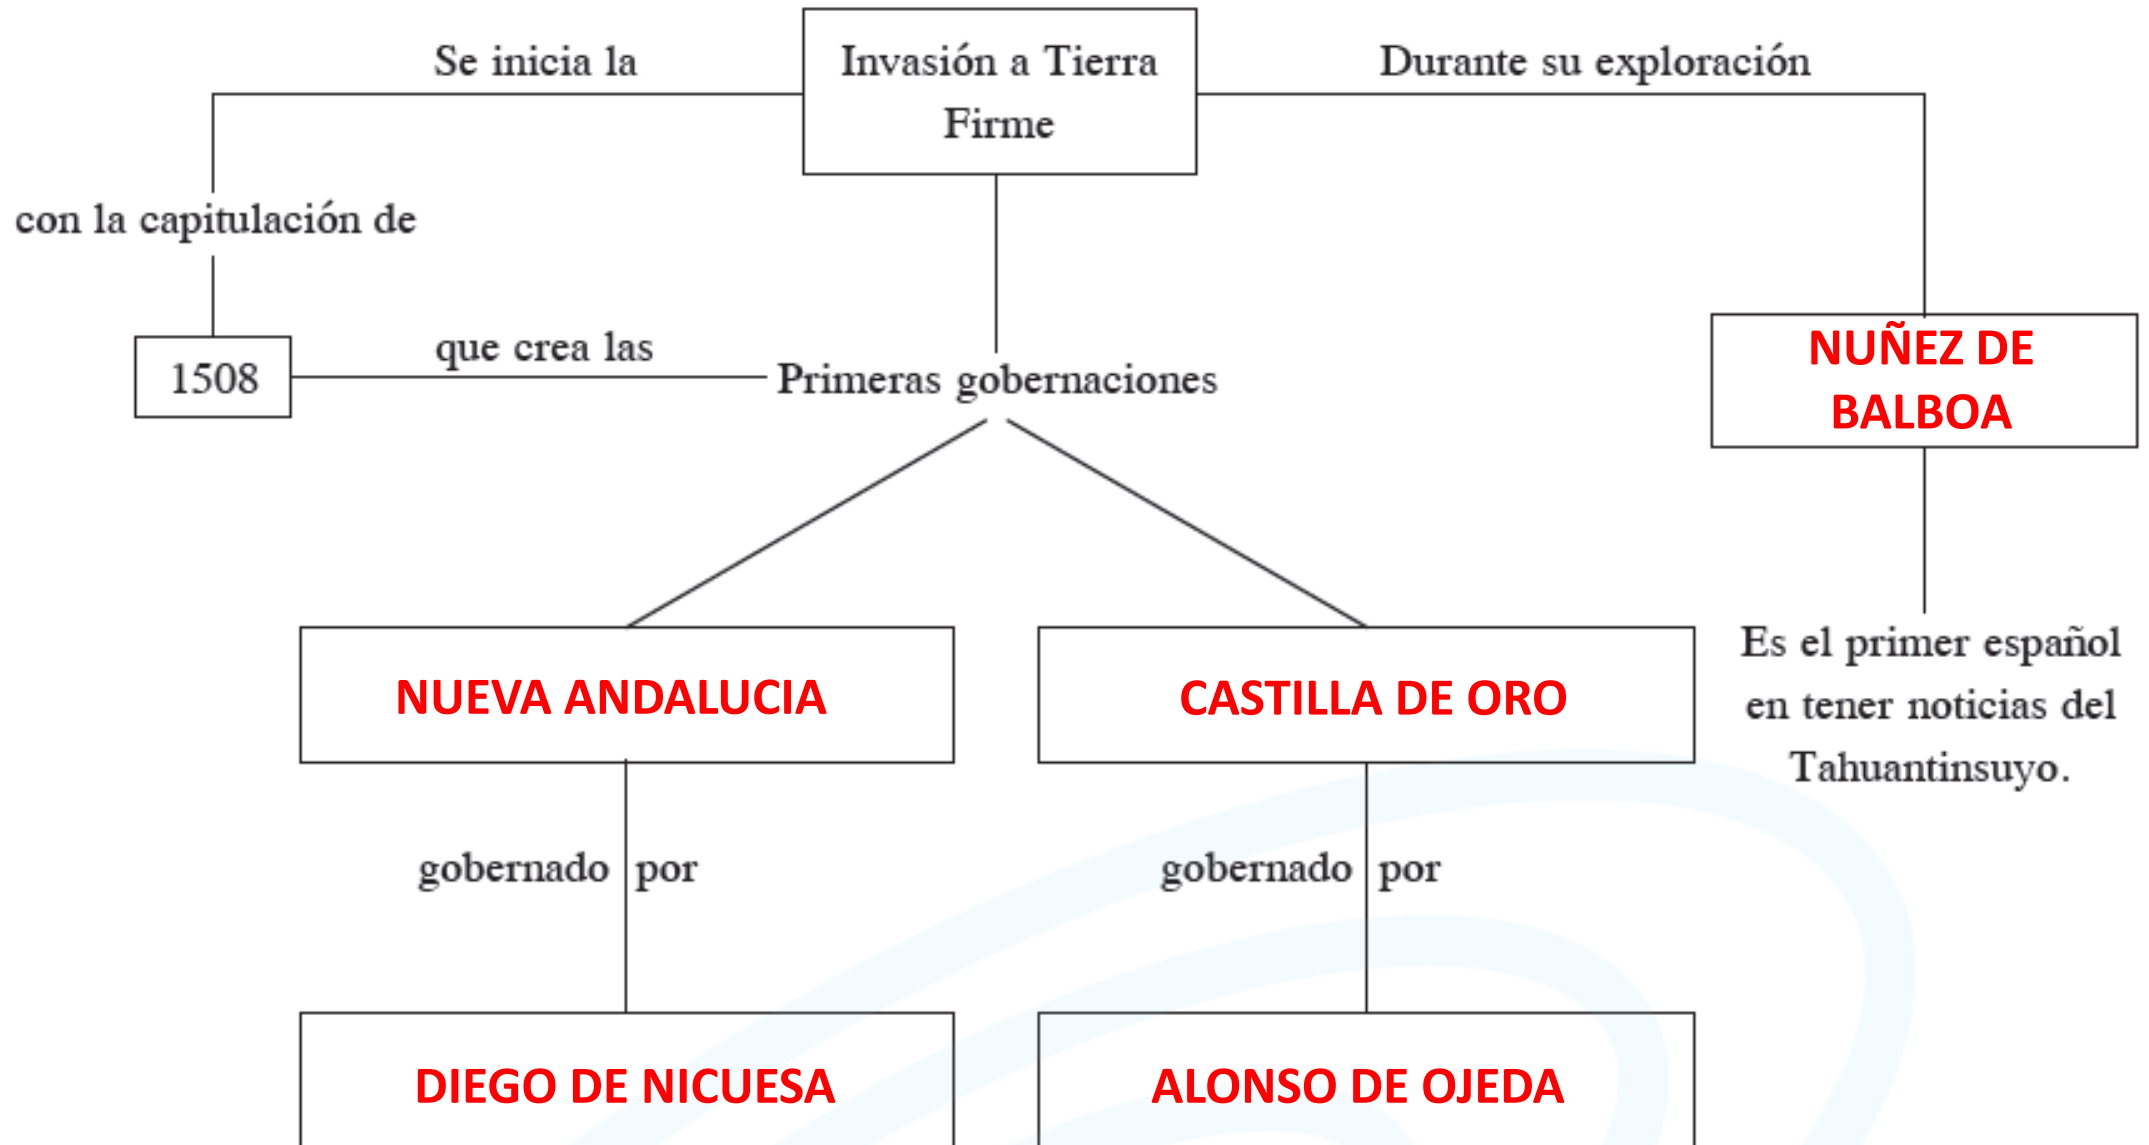 Se inicia la
Invasión a Tierra
Firme
Durante su exploración
con la capitulación de
1508
que crea las
Primeras gobernaciones
NUÑEZ DE
BALBOA
NUEVA ANDALUCIA
CASTILLA DE ORO
Es el primer español
en tener noticias del
Tahuantinsuyo.
gobernado por
gobernado por
DIEGO DE NICUESA
ALONSO DE OJEDA